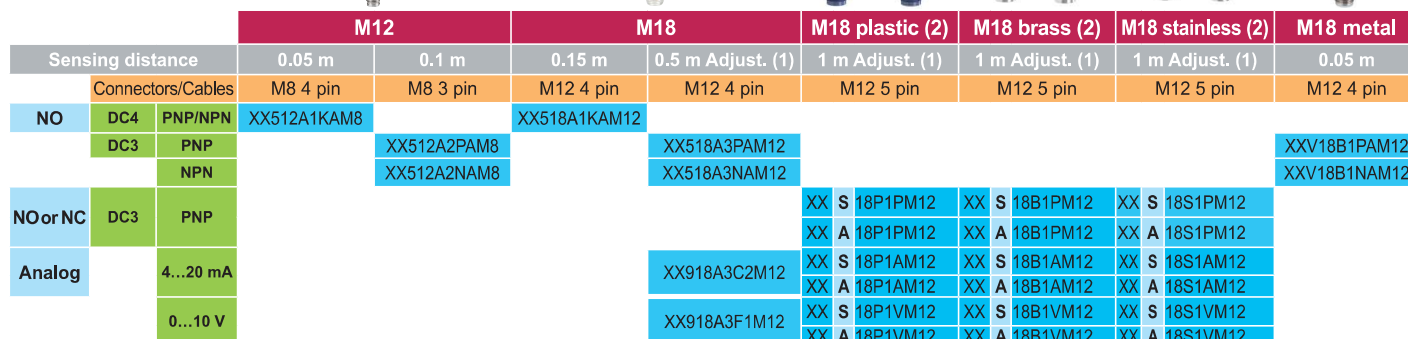 M12 M18 M18 plastic (2) M18 brass (2) M18 stainless (2) M18 metal
Sensing distance 0.05 m 0.1 m 0.15 m 0.5 m Adjust. (1) 1 m Adjust. (1) 1 m Adjust. (1) 1 m Adjust. (1) 0.05 m
Connectors/Cables M8 4 pin M8 3 pin M12 4 pin M12 4 pin M12 5 pin M12 5 pin M12 5 pin M12 4 pin
NO DC4 PNP/NPN XX512A1KAM8 XX518A1KAM12
DC3 PNP XX512A2PAM8 XX518A3PAM12 XXV18B1PAM12
NPN XX512A2NAM8 XX518A3NAM12 XXV18B1NAM12
NO or NC DC3 PNP XX S 18P1PM12 XX S 18B1PM12 XX S 18S1PM12
XX A 18P1PM12 XX A 18B1PM12 XX A 18S1PM12
Analog 4...20 mA XX918A3C2M12 XX S 18P1AM12 XX S 18B1AM12 XX S 18S1AM12
XX A 18P1AM12 XX A 18B1AM12 XX A 18S1AM12
0...10 V XX918A3F1M12 XX S 18P1VM12 XX S 18B1VM12 XX S 18S1VM12
XX A 18P1VM12 XX A 18B1VM12 XX A 18S1VM12